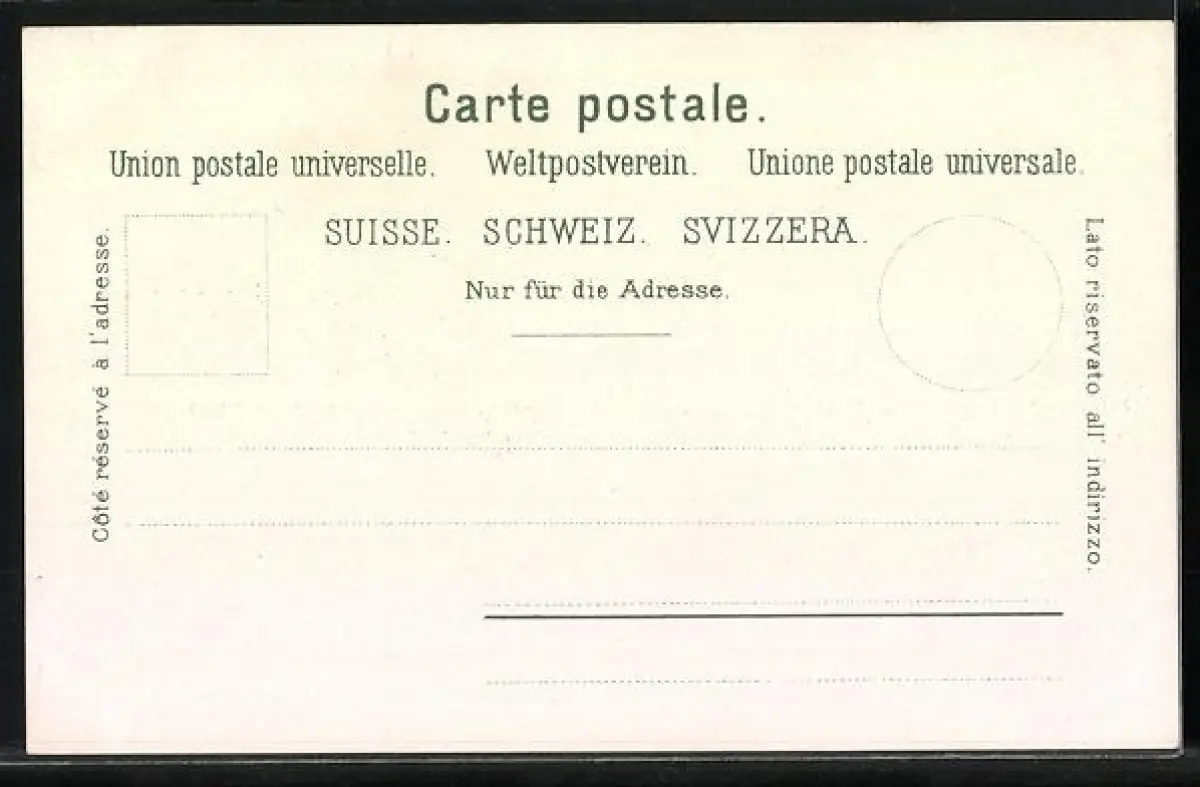 Carte postale.
Union postale universelle. Weltpostverein. Unione postale universale.
SUISSE. SCHWEIZ. SVIZZERA.
Nur für die Adresse.
Côté réservé à l'adresse.
Lato riservato all' indirizzo.